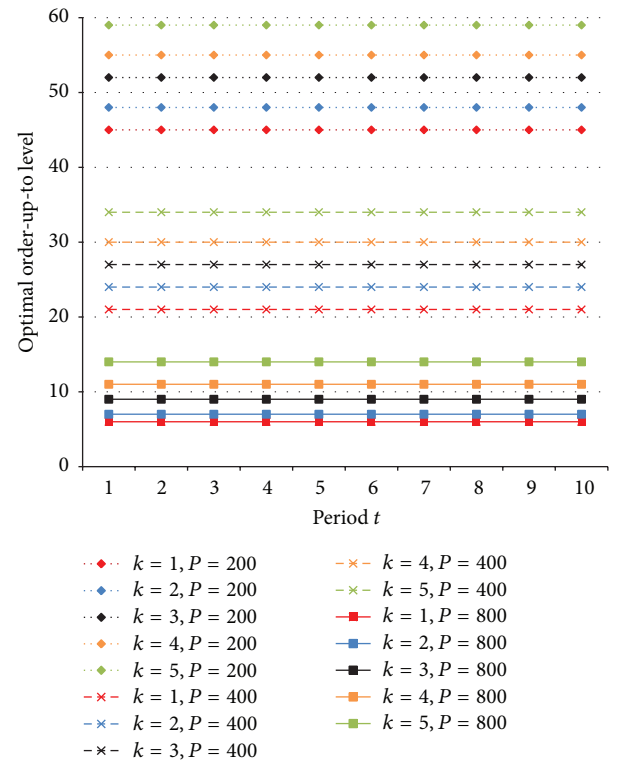 60
50
40
30
20
10
0
Optimal order-up-to level
1 2 3 4 5 6 7 8 9 10
Period t
k = 1, P = 200
k = 2, P = 200
k = 3, P = 200
k = 4, P = 200
k = 5, P = 200
k = 1, P = 400
k = 2, P = 400
k = 3, P = 400
k = 4, P = 400
k = 5, P = 400
k = 1, P = 800
k = 2, P = 800
k = 3, P = 800
k = 4, P = 800
k = 5, P = 800